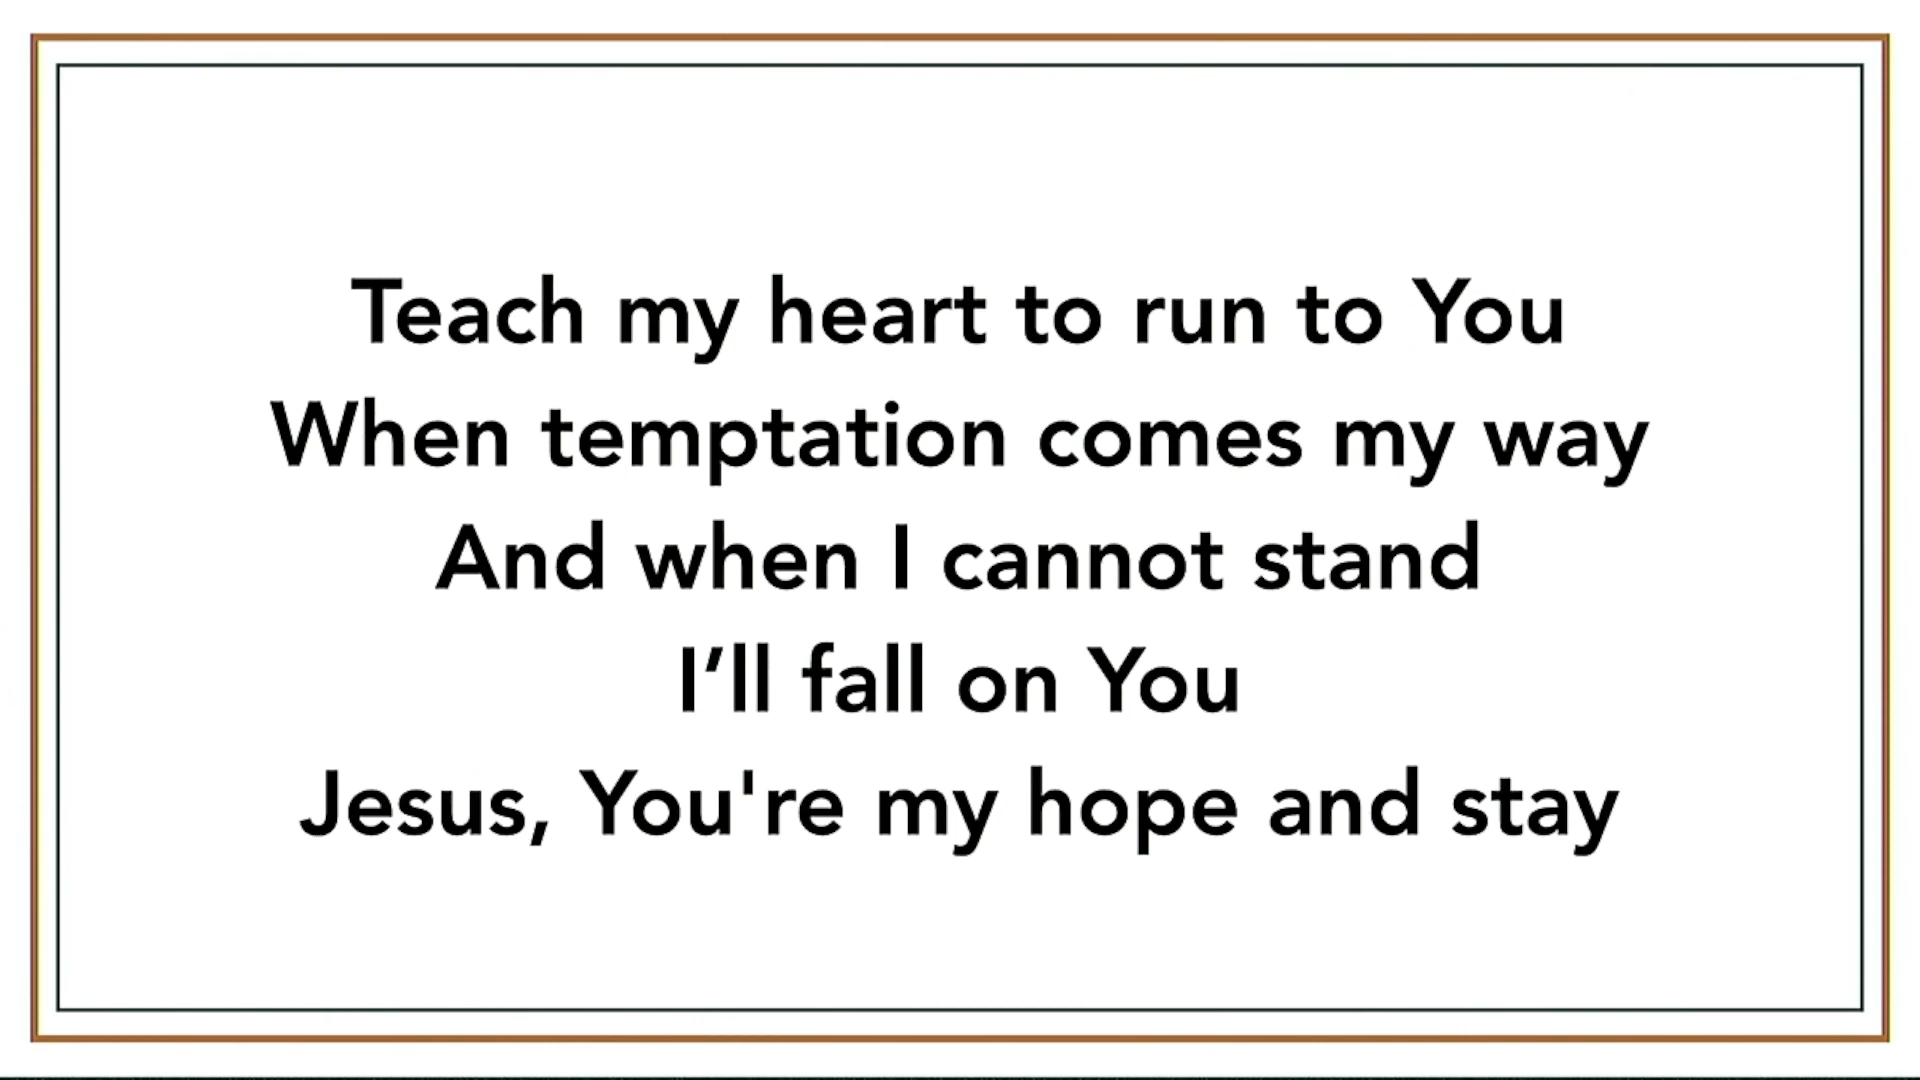 Teach my heart to run to You
When temptation comes my way
And when I cannot stand
I’ll fall on You
Jesus, You're my hope and stay